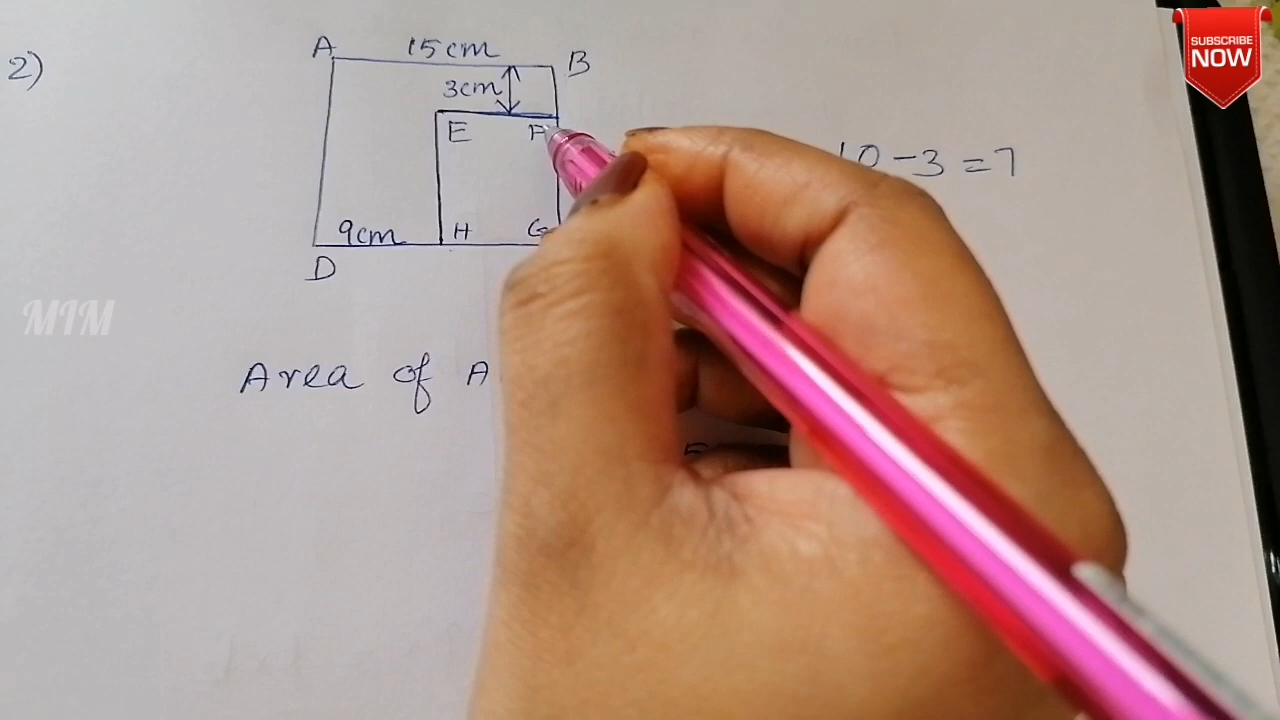 2)
A 15cm B
3cm
E F
10-3=7
9cm H G
D
MIM
Area of A
SUBSCRIBE
NOW